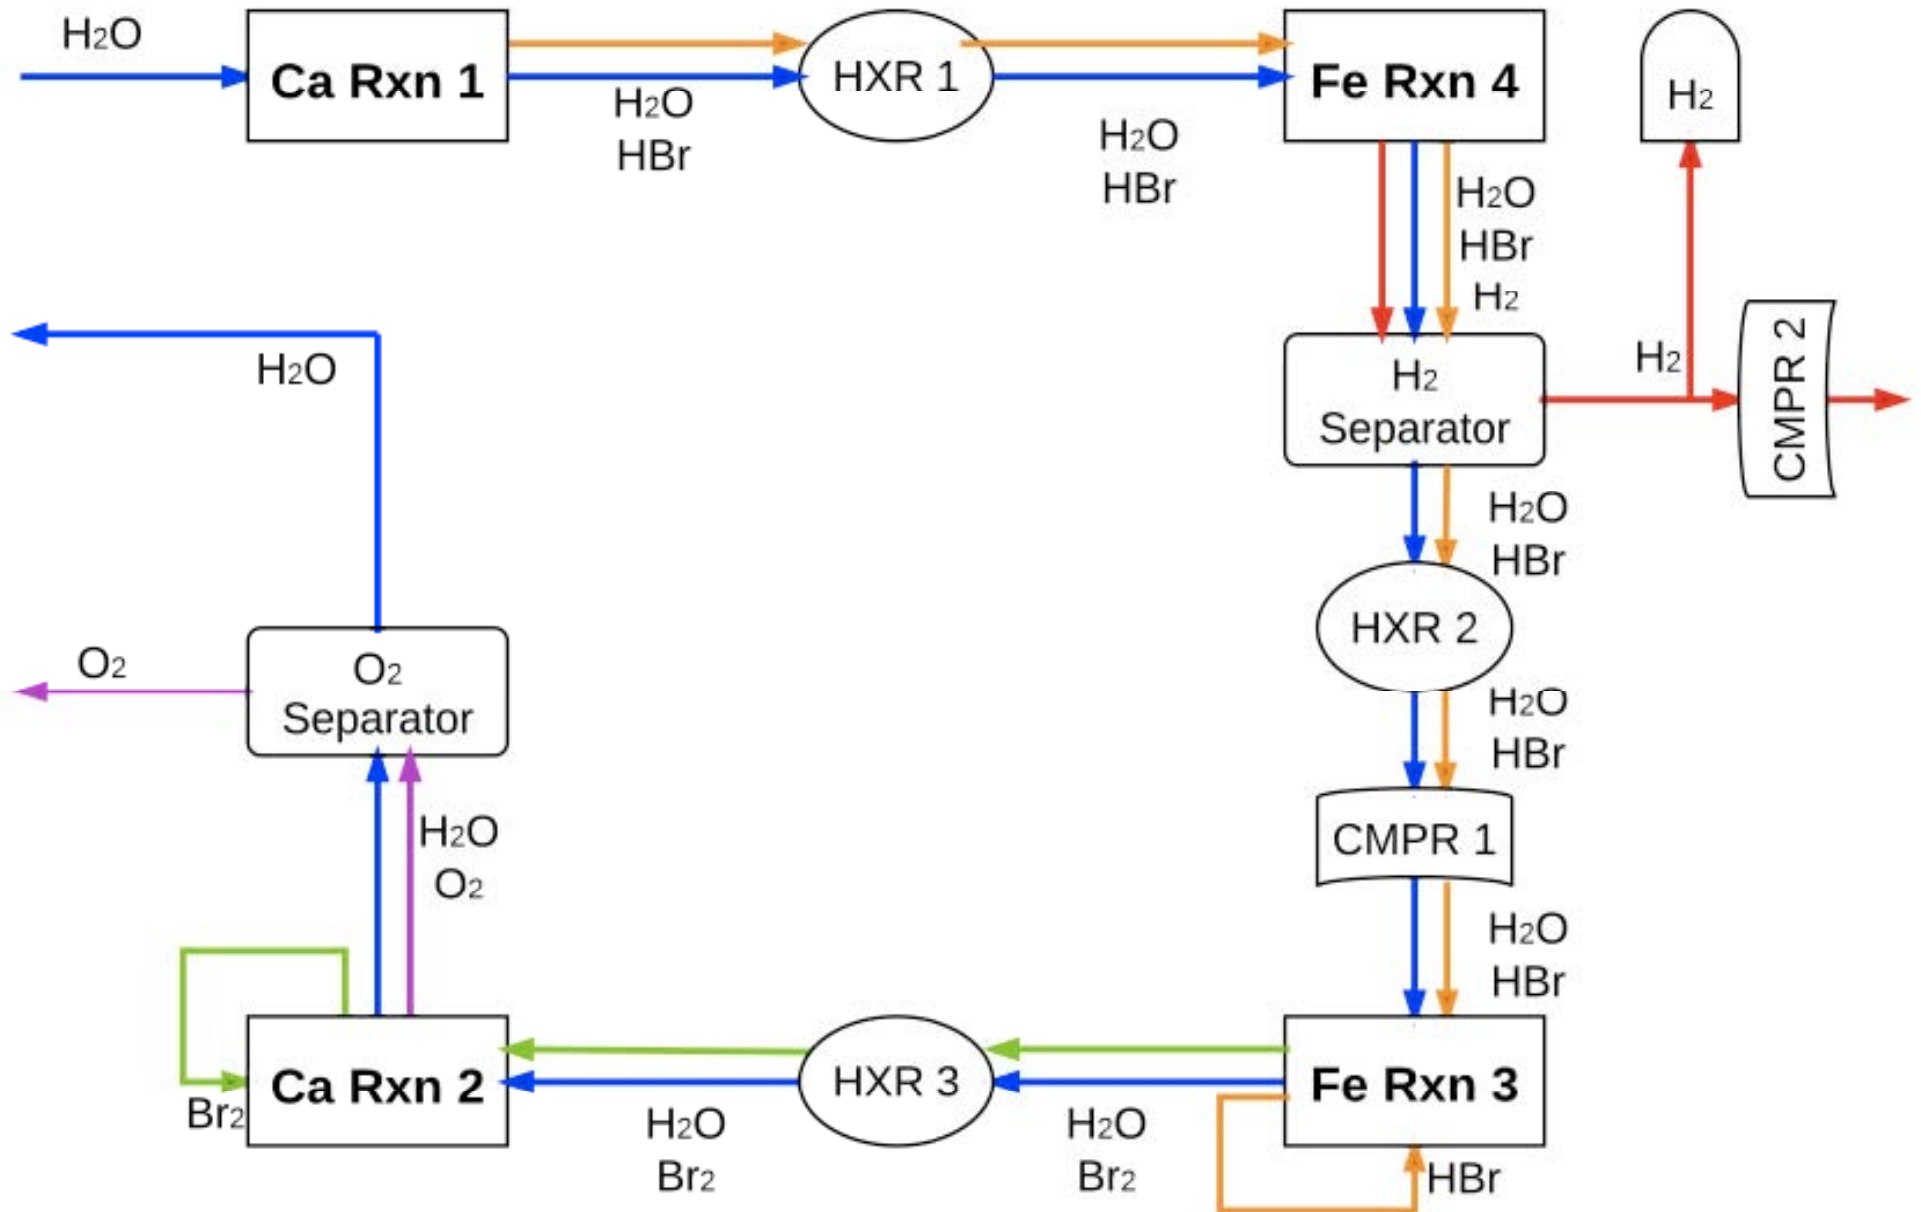 H2O
Ca Rxn 1
H2O
HBr
HXR 1
H2O
HBr
Fe Rxn 4
H2
H2O
HBr
H2
H2O
H2
Separator
H2
CMPR 2
H2O
HBr
HXR 2
O2
O2
Separator
H2O
HBr
CMPR 1
H2O
O2
H2O
HBr
Br2
Ca Rxn 2
H2O
Br2
HXR 3
H2O
Br2
Fe Rxn 3
HBr